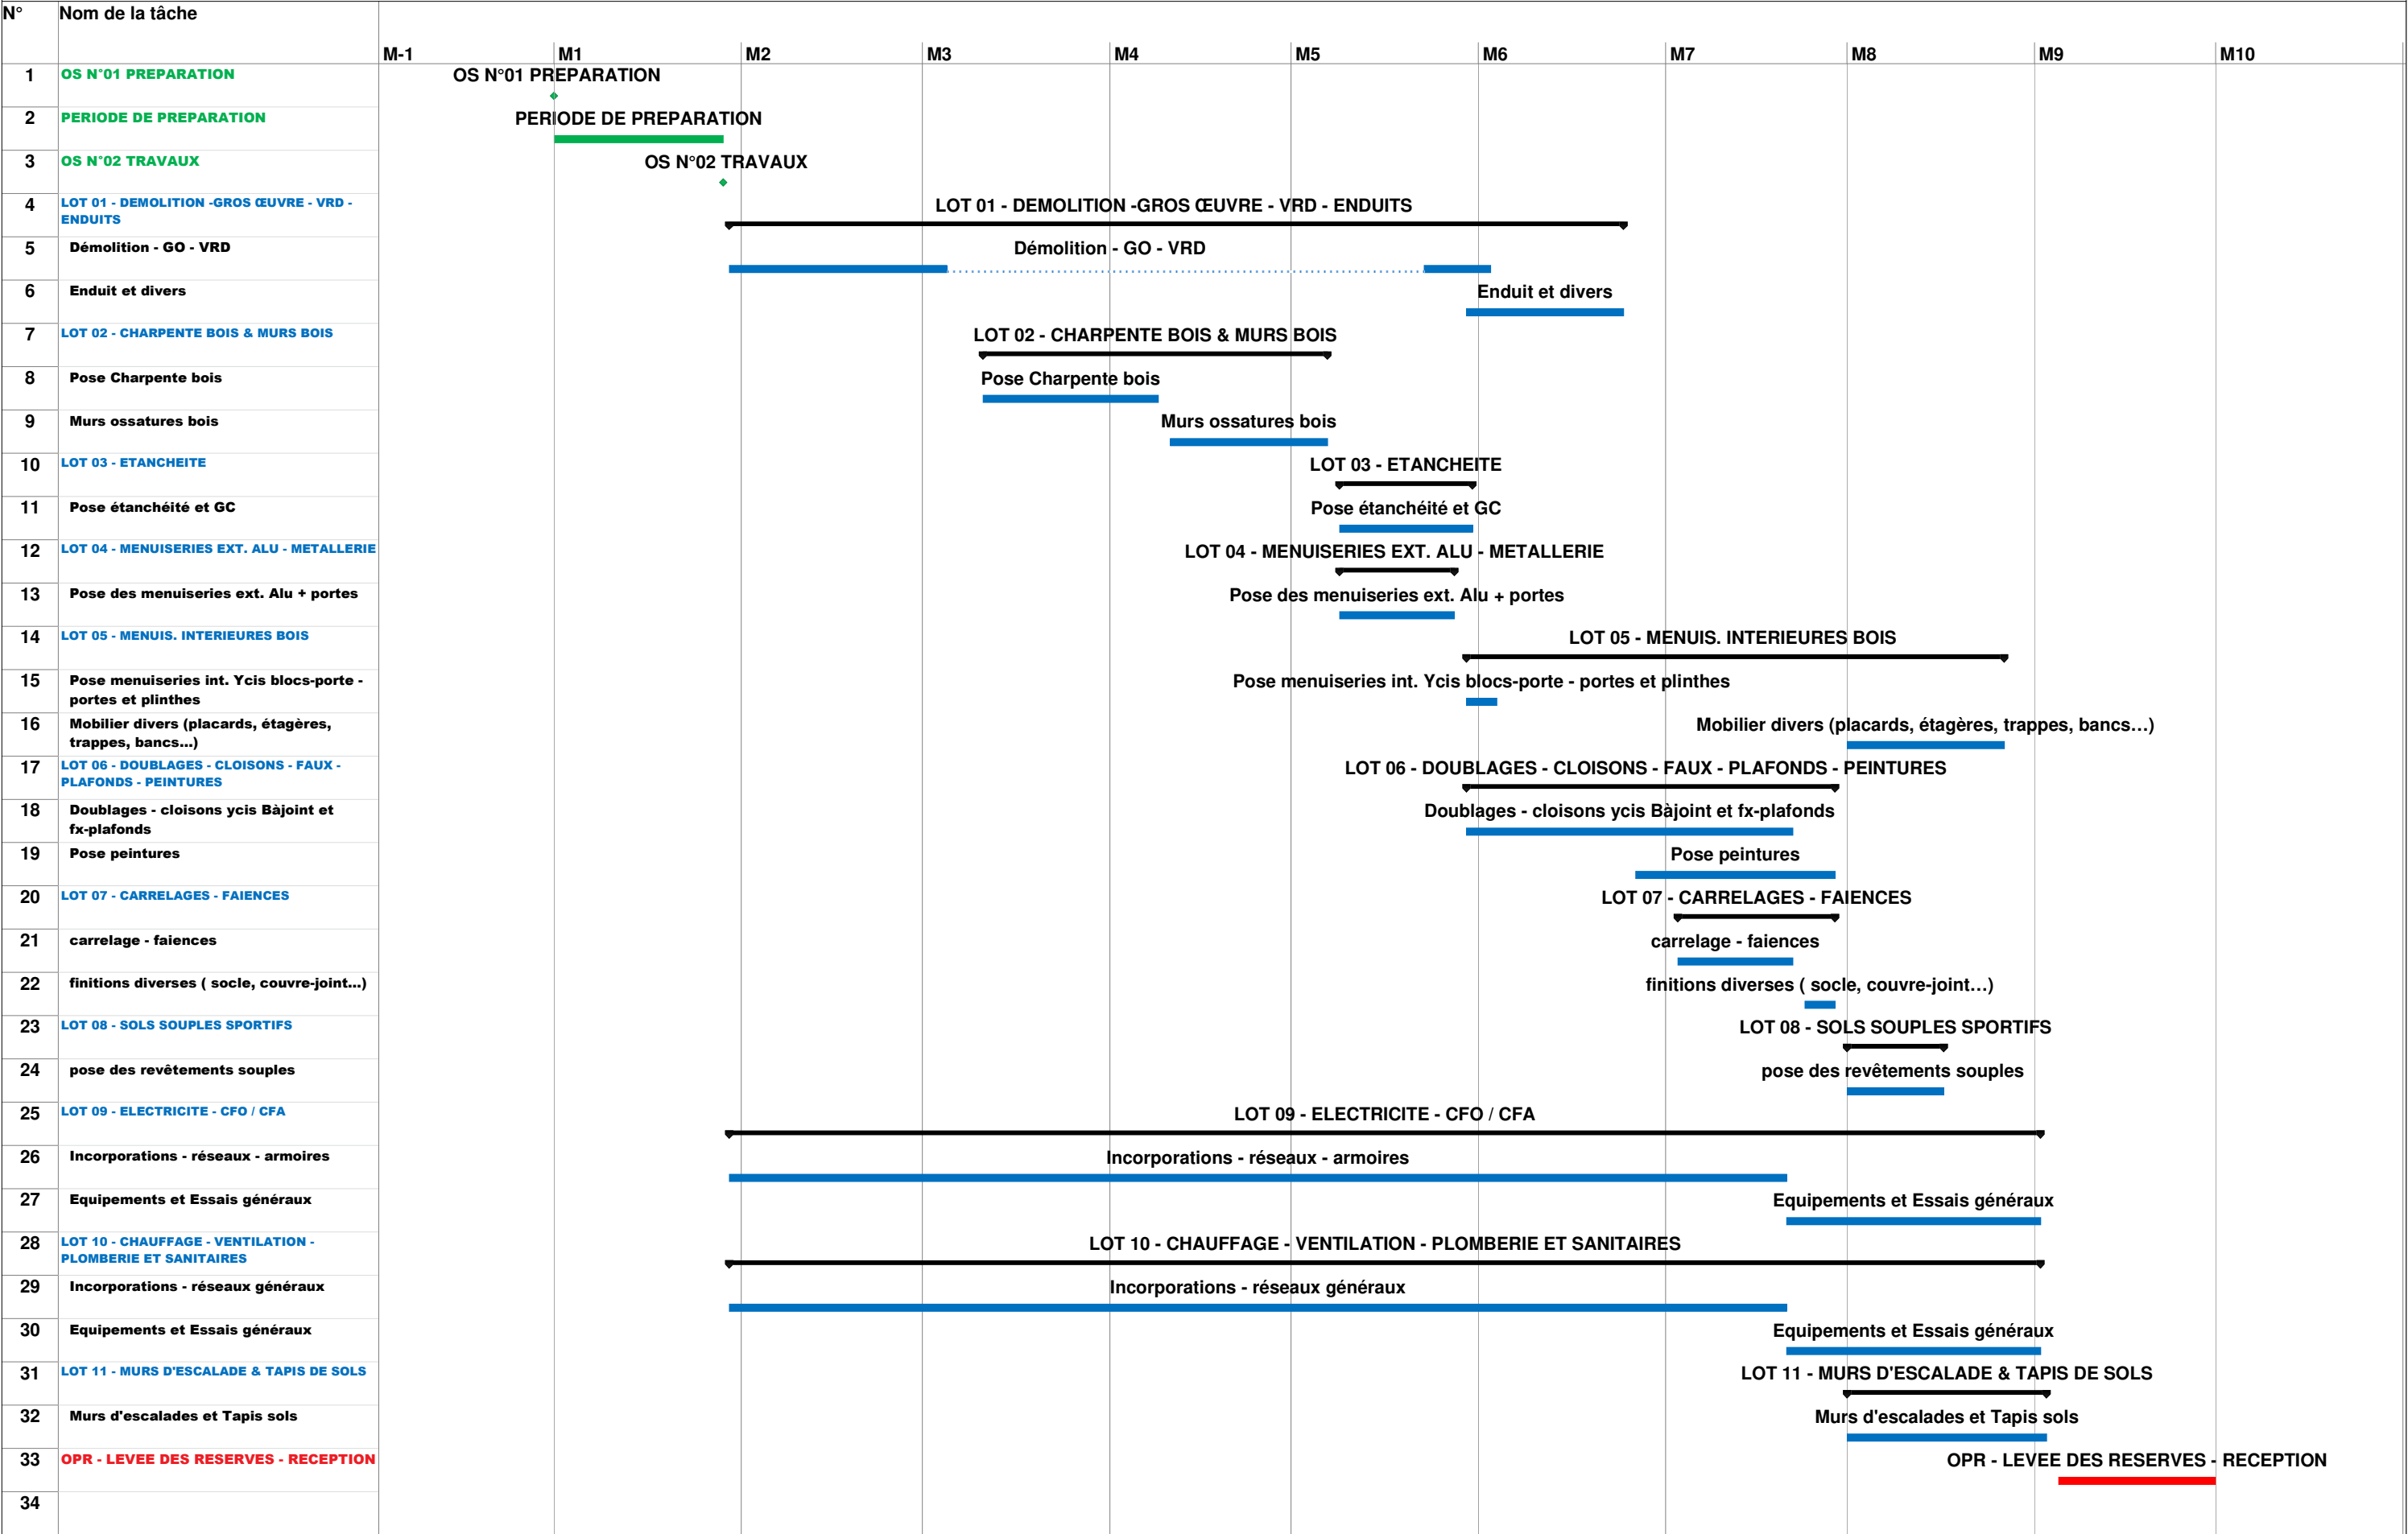 N° Nom de la tâche
M-1 M1 M2 M3 M4 M5 M6 M7 M8 M9 M10
1 OS N°01 PREPARATION OS N°01 PREPARATION
2 PERIODE DE PREPARATION PERIODE DE PREPARATION
3 OS N°02 TRAVAUX OS N°02 TRAVAUX
4 LOT 01 - DEMOLITION -GROS ŒUVRE - VRD - LOT 01 - DEMOLITION -GROS ŒUVRE - VRD - ENDUITS
ENDUITS
5 Démolition - GO - VRD Démolition - GO - VRD
6 Enduit et divers Enduit et divers
7 LOT 02 - CHARPENTE BOIS & MURS BOIS LOT 02 - CHARPENTE BOIS & MURS BOIS
8 Pose Charpente bois Pose Charpente bois
9 Murs ossatures bois Murs ossatures bois
10 LOT 03 - ETANCHEITE LOT 03 - ETANCHEITE
11 Pose étanchéité et GC Pose étanchéité et GC
12 LOT 04 - MENUISERIES EXT. ALU - METALLERIE LOT 04 - MENUISERIES EXT. ALU - METALLERIE
13 Pose des menuiseries ext. Alu + portes Pose des menuiseries ext. Alu + portes
14 LOT 05 - MENUIS. INTERIEURES BOIS LOT 05 - MENUIS. INTERIEURES BOIS
15 Pose menuiseries int. Ycis blocs-porte - Pose menuiseries int. Ycis blocs-porte - portes et plinthes
portes et plinthes
16 Mobilier divers (placards, étagères, Mobilier divers (placards, étagères, trappes, bancs…)
trappes, bancs…)
17 LOT 06 - DOUBLAGES - CLOISONS - FAUX - LOT 06 - DOUBLAGES - CLOISONS - FAUX - PLAFONDS - PEINTURES
PLAFONDS - PEINTURES
18 Doublages - cloisons ycis Bàjoint et Doublages - cloisons ycis Bàjoint et fx-plafonds
fx-plafonds
19 Pose peintures Pose peintures
20 LOT 07 - CARRELAGES - FAIENCES LOT 07 - CARRELAGES - FAIENCES
21 carrelage - faiences carrelage - faiences
22 finitions diverses ( socle, couvre-joint…) finitions diverses ( socle, couvre-joint…)
23 LOT 08 - SOLS SOUPLES SPORTIFS LOT 08 - SOLS SOUPLES SPORTIFS
24 pose des revêtements souples pose des revêtements souples
25 LOT 09 - ELECTRICITE - CFO / CFA LOT 09 - ELECTRICITE - CFO / CFA
26 Incorporations - réseaux - armoires Incorporations - réseaux - armoires
27 Equipements et Essais généraux Equipements et Essais généraux
28 LOT 10 - CHAUFFAGE - VENTILATION - LOT 10 - CHAUFFAGE - VENTILATION - PLOMBERIE ET SANITAIRES
PLOMBERIE ET SANITAIRES
29 Incorporations - réseaux généraux Incorporations - réseaux généraux
30 Equipements et Essais généraux Equipements et Essais généraux
31 LOT 11 - MURS D'ESCALADE & TAPIS DE SOLS LOT 11 - MURS D'ESCALADE & TAPIS DE SOLS
32 Murs d'escalades et Tapis sols Murs d'escalades et Tapis sols
33 OPR - LEVEE DES RESERVES - RECEPTION OPR - LEVEE DES RESERVES - RECEPTION
34